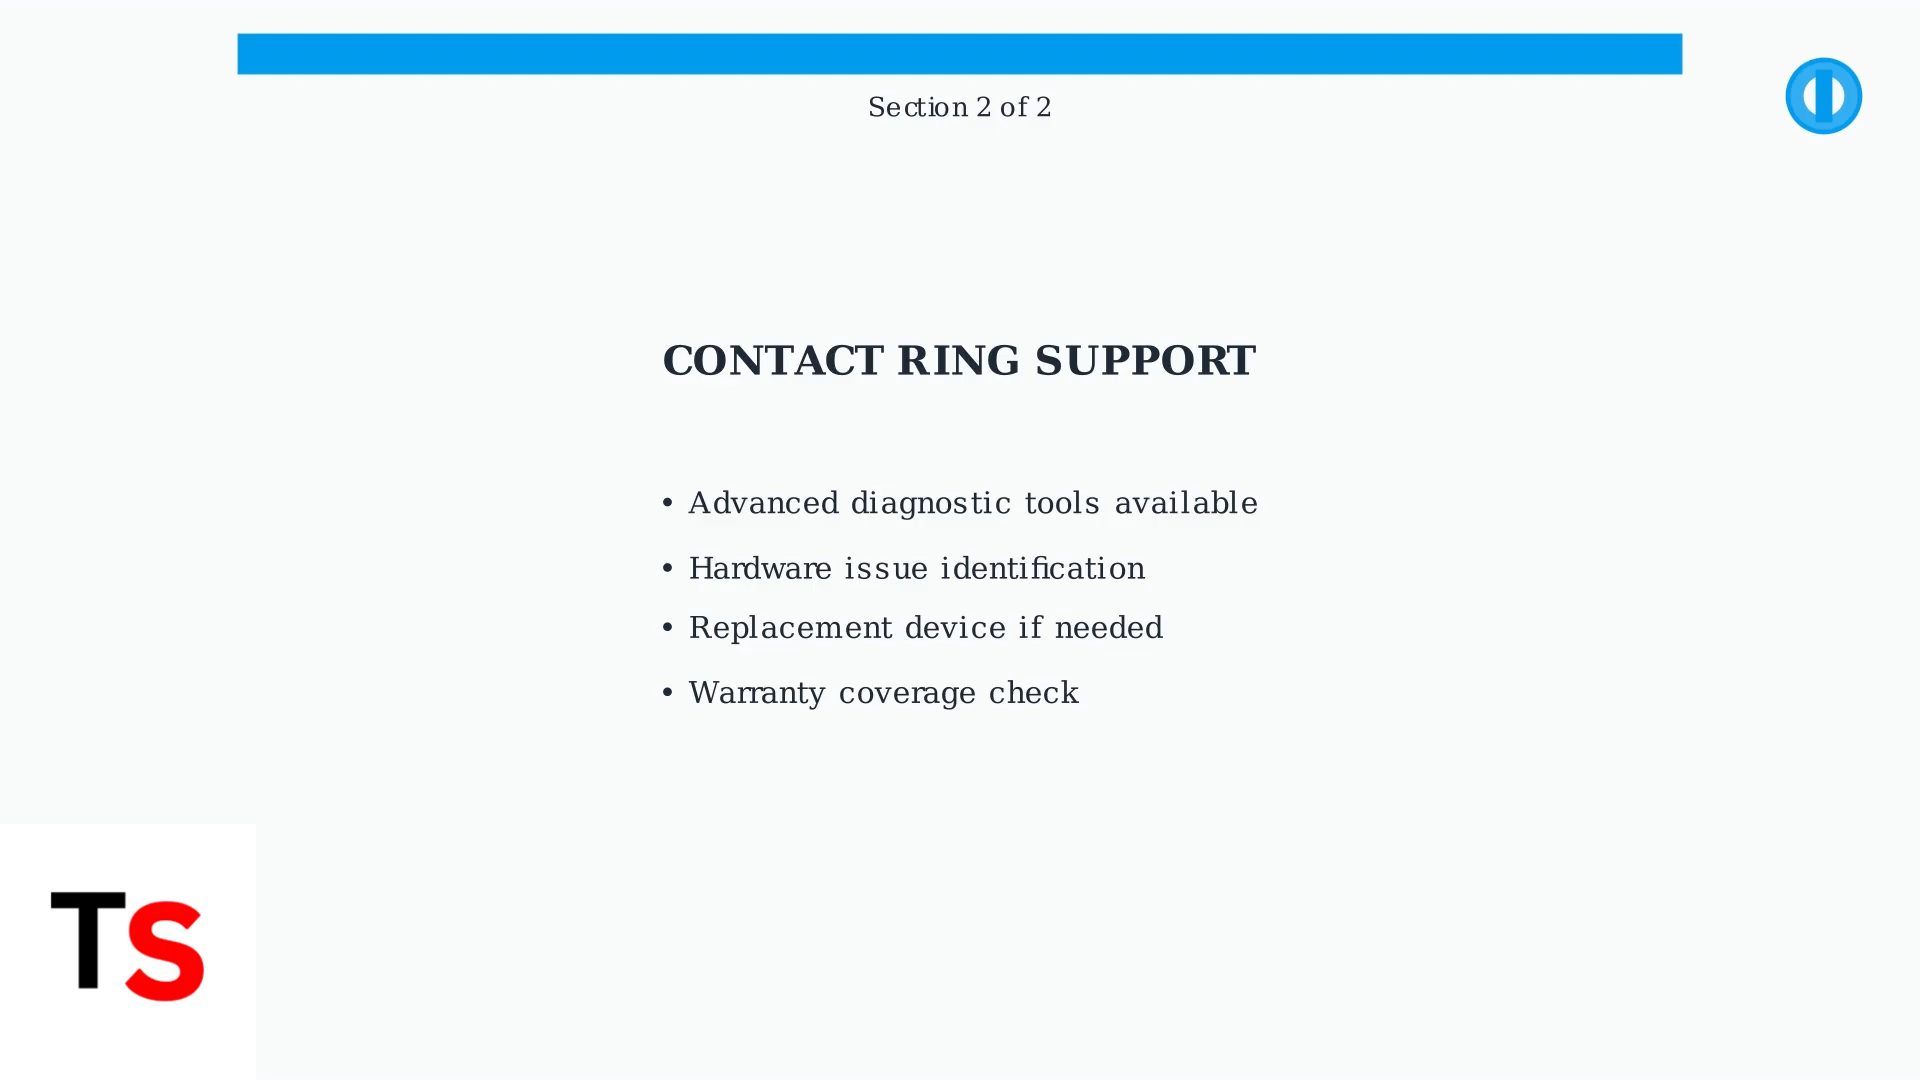 Section 2 of 2
CONTACT RING SUPPORT
• Advanced diagnostic tools available
• Hardware issue identification
• Replacement device if needed
• Warranty coverage check
TS